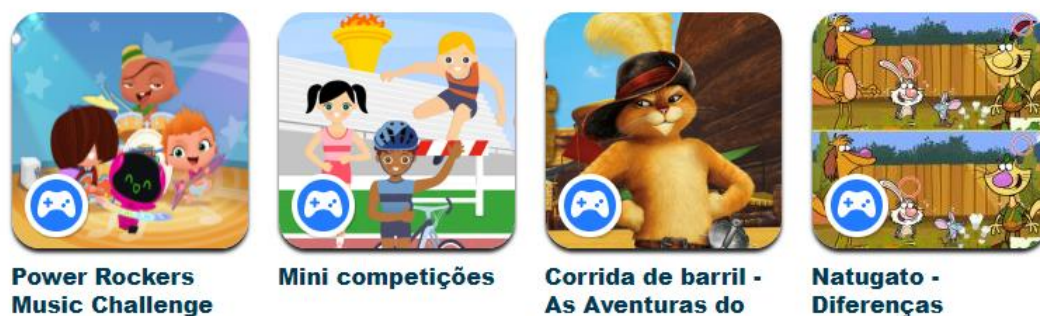 Power Rockers
Music Challenge
Mini competições
Corrida de barril -
As Aventuras do
Natugato -
Diferenças